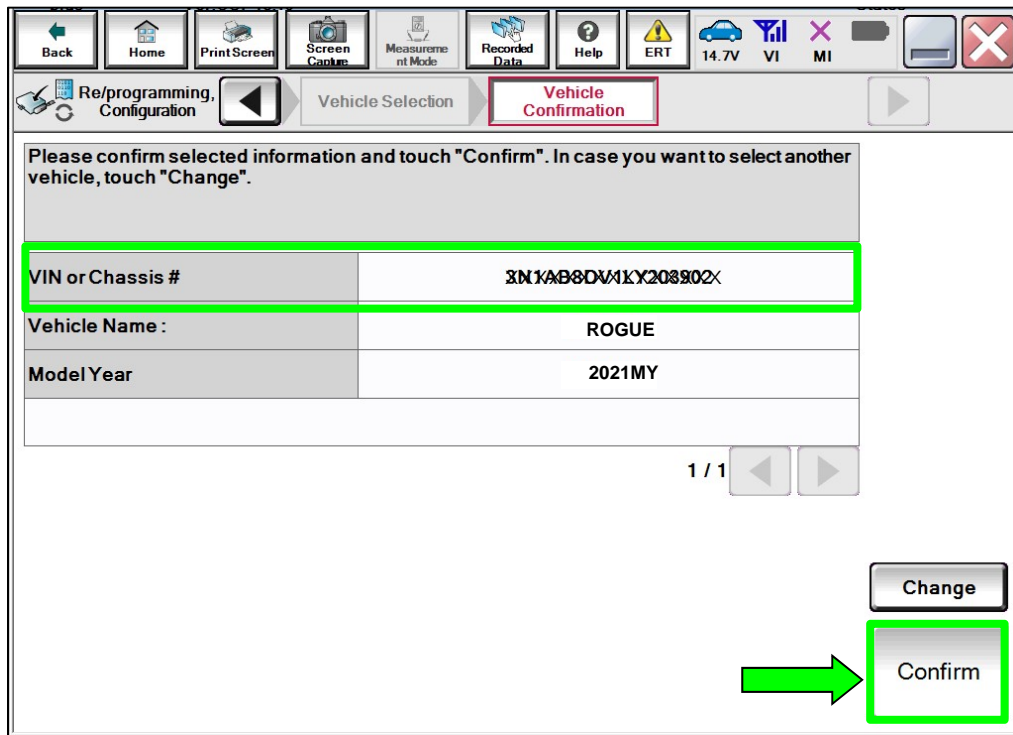 Back
Home
Print Screen
Screen Capture
Measureme
nt Mode
Recorded
Data
Help
ERT
14.7V
VI
MI
Re/programming,
Configuration
Vehicle Selection
Vehicle
Confirmation
Please confirm selected information and touch "Confirm". In case you want to select another
vehicle, touch "Change".
VIN or Chassis #
Vehicle Name :
ROGUE
Model Year
2021MY
1 / 1
Change
Confirm